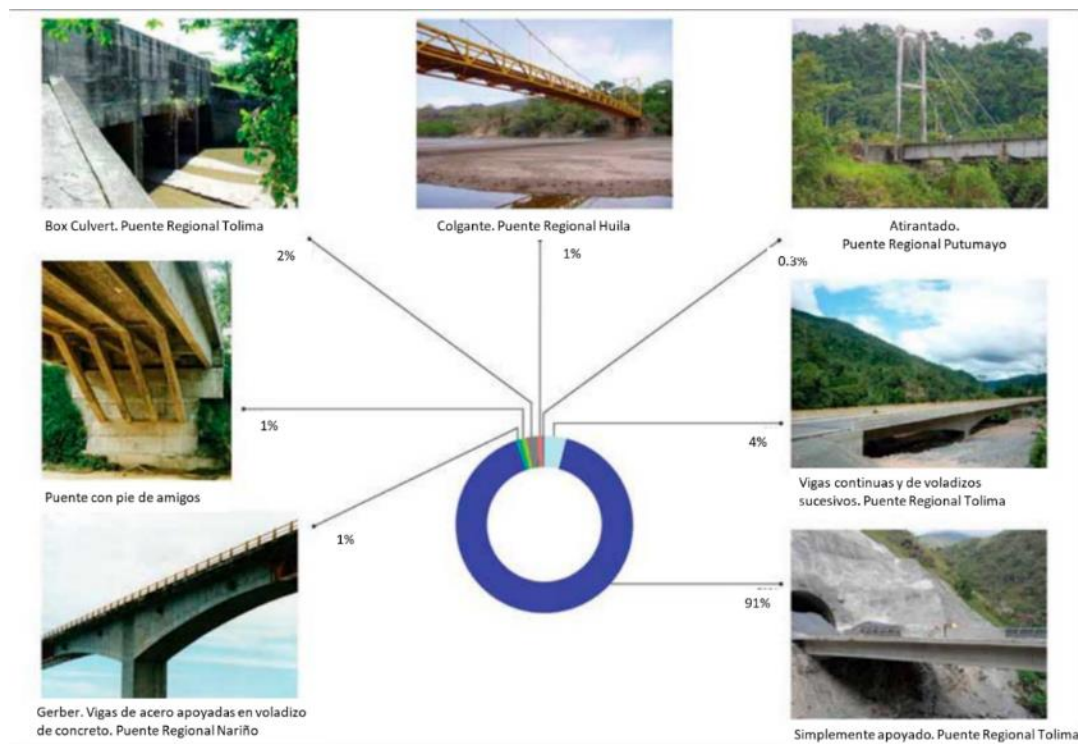 Box Culvert. Puente Regional Tolima
Colgante. Puente Regional Huila
Atirantado.
Puente Regional Putumayo
2%
1%
0.3%
1%
4%
Puente con pie de amigos
Vigas continuas y de voladizos
sucesivos. Puente Regional Tolima
1%
91%
Gerber. Vigas de acero apoyadas en voladizo
de concreto. Puente Regional Nariño
Simplemente apoyado. Puente Regional Tolima